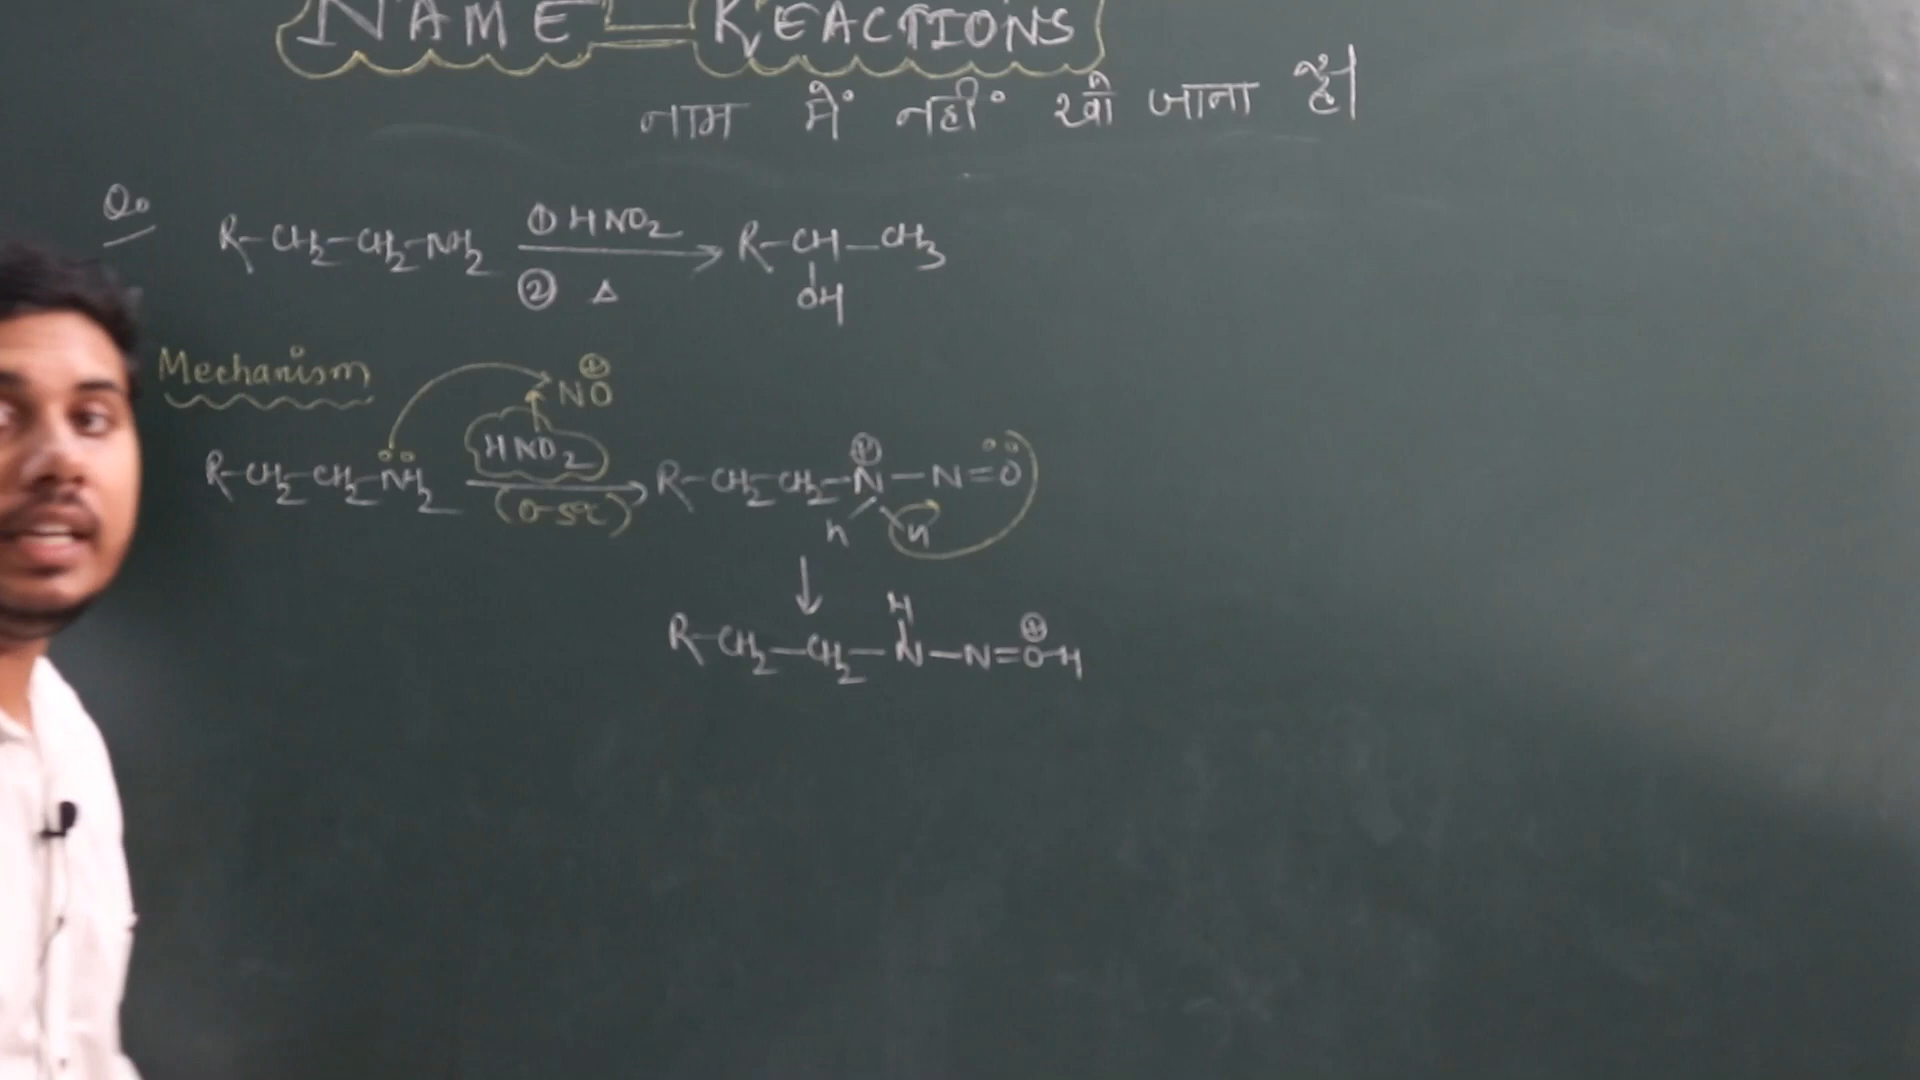 NAME REACTIONS
नाम में नहीं खो जाना है।
Q. R-CH₂-CH₂-NH₂ ① HNO₂ ② Δ → R-CH-CH₃
OH
Mechanism
NO ⊕
R-CH₂-CH₂-N̈H₂ HNO₂ (0-5°C) → R-CH₂-CH₂-N⊕-N=Ö
H H
↓
H
R-CH₂-CH₂-N-N=O⊕-H